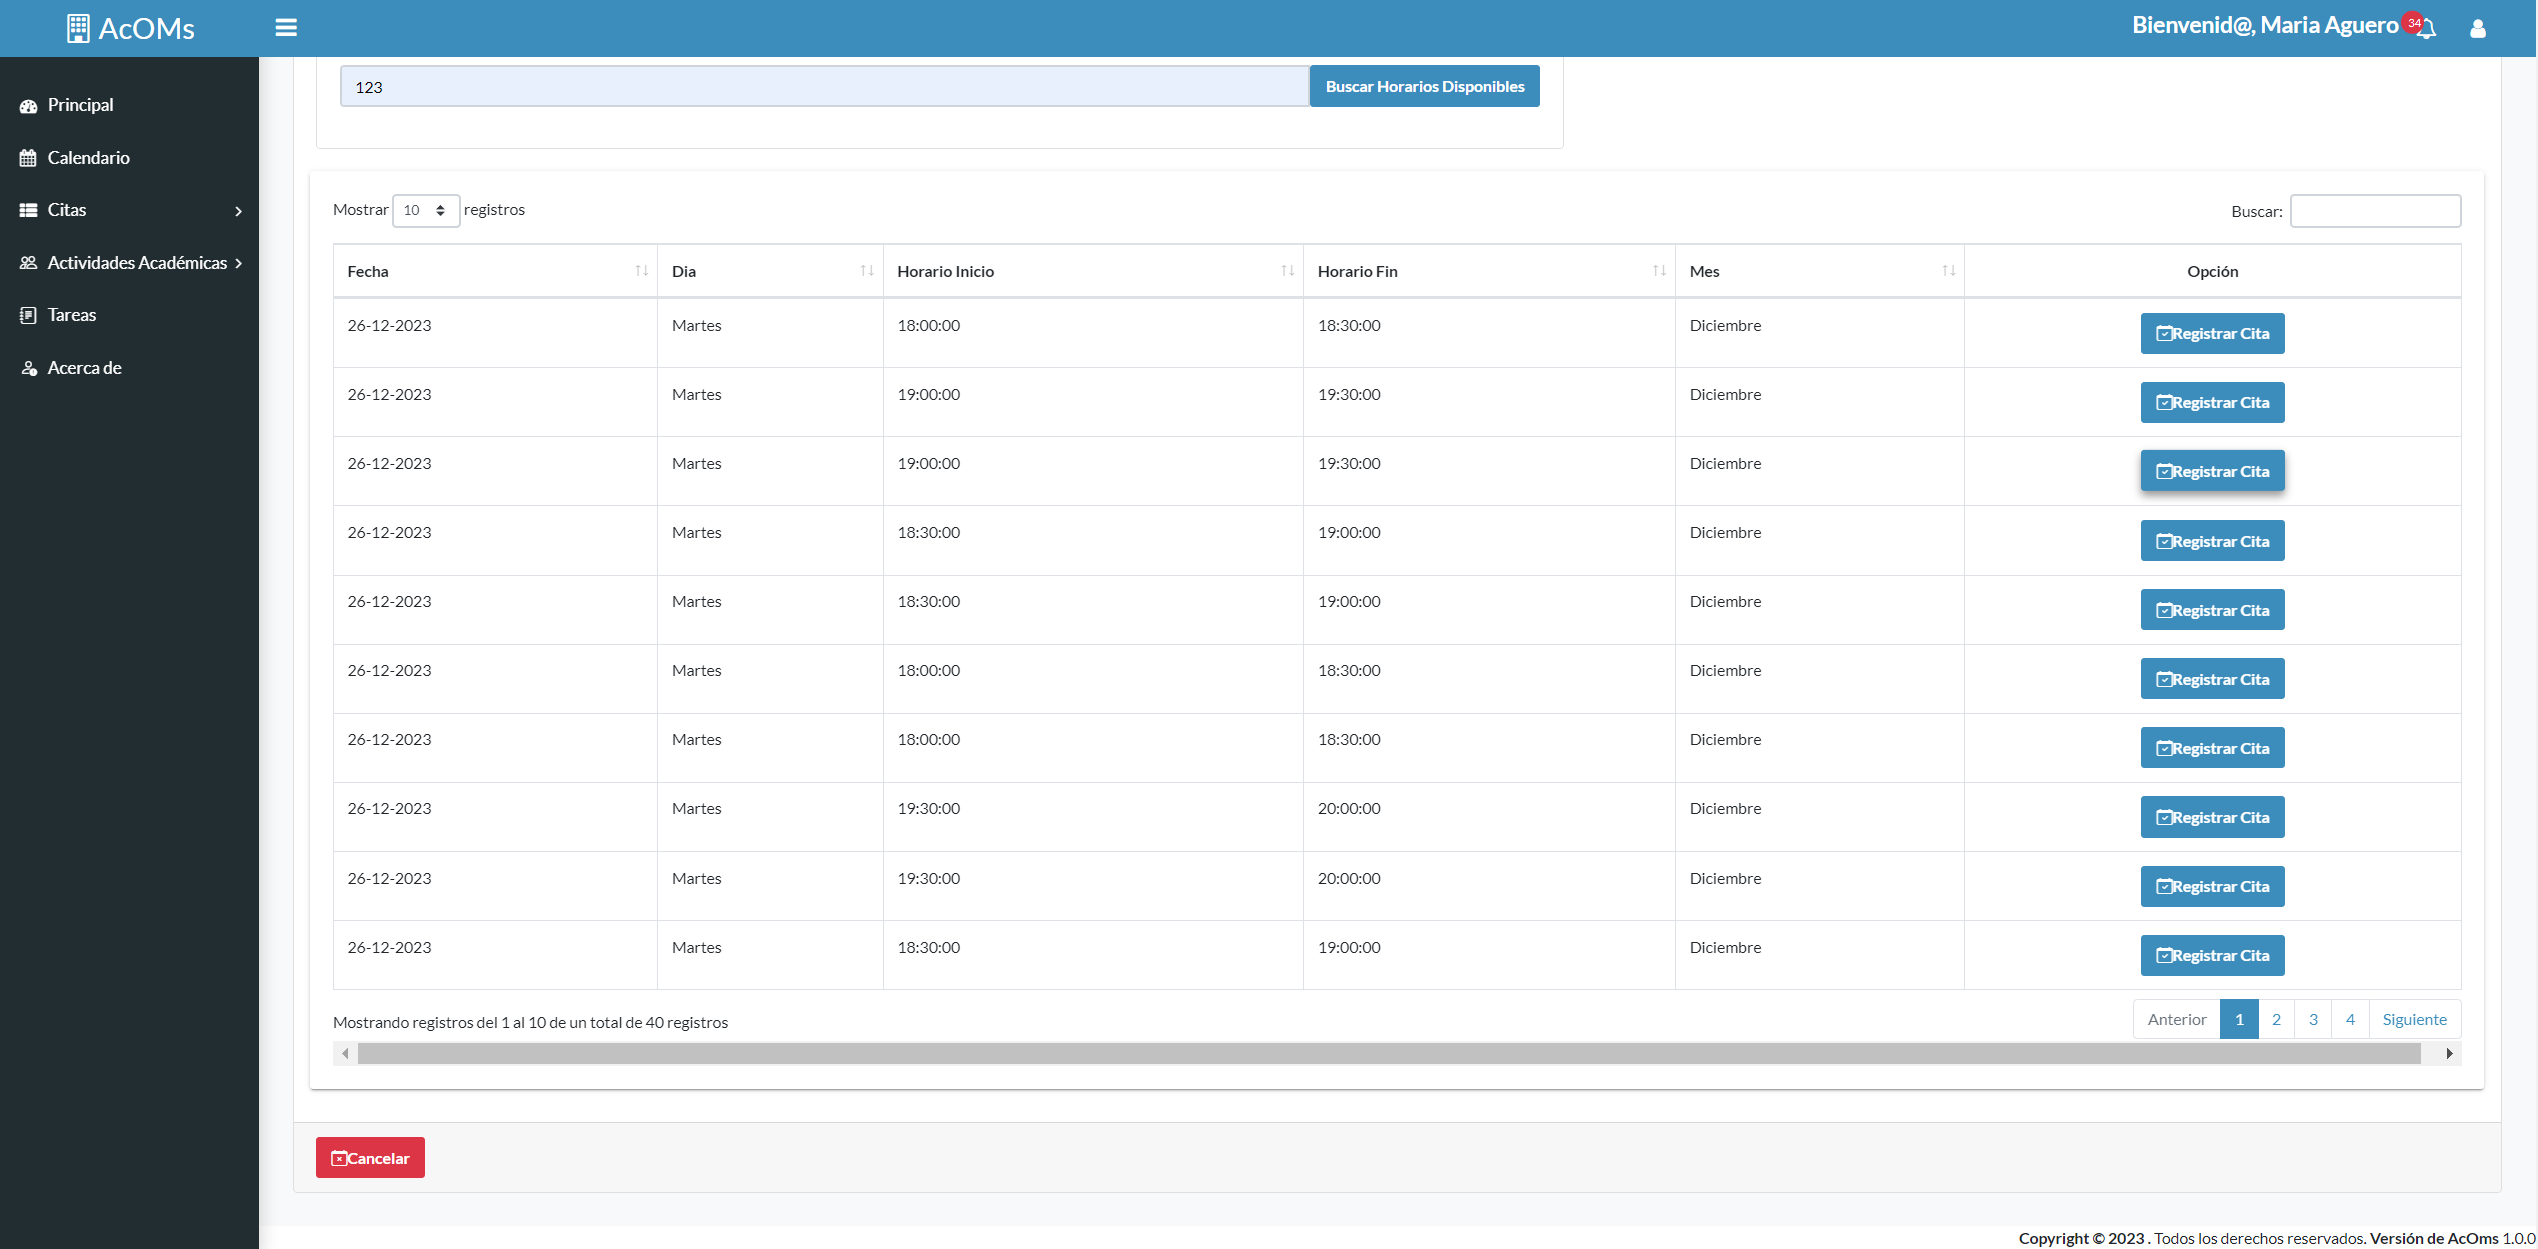 AcOMs
Bienvenid@, Maria Aguero 34
Principal
Calendario
Citas
Actividades Académicas
Tareas
Acerca de
123 Buscar Horarios Disponibles
Mostrar 10 registros Buscar:
Fecha Dia Horario Inicio Horario Fin Mes Opción
26-12-2023 Martes 18:00:00 18:30:00 Diciembre Registrar Cita
26-12-2023 Martes 19:00:00 19:30:00 Diciembre Registrar Cita
26-12-2023 Martes 19:00:00 19:30:00 Diciembre Registrar Cita
26-12-2023 Martes 18:30:00 19:00:00 Diciembre Registrar Cita
26-12-2023 Martes 18:30:00 19:00:00 Diciembre Registrar Cita
26-12-2023 Martes 18:00:00 18:30:00 Diciembre Registrar Cita
26-12-2023 Martes 18:00:00 18:30:00 Diciembre Registrar Cita
26-12-2023 Martes 19:30:00 20:00:00 Diciembre Registrar Cita
26-12-2023 Martes 19:30:00 20:00:00 Diciembre Registrar Cita
26-12-2023 Martes 18:30:00 19:00:00 Diciembre Registrar Cita
Mostrando registros del 1 al 10 de un total de 40 registros Anterior 1 2 3 4 Siguiente
Cancelar
Copyright © 2023 . Todos los derechos reservados. Versión de AcOms 1.0.0